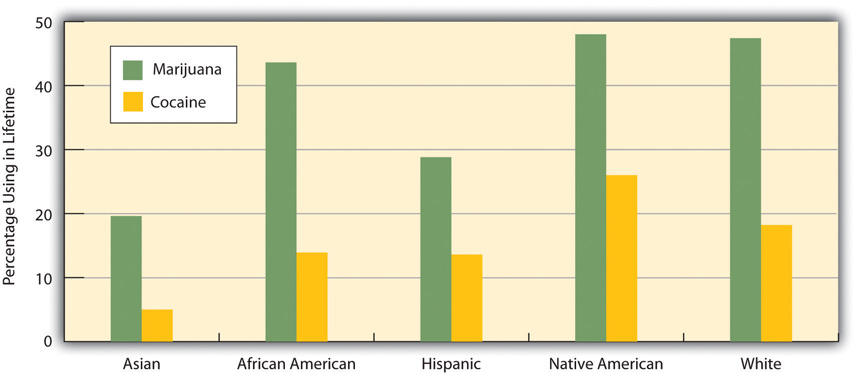 Percentage Using in Lifetime
50
40
30
20
10
0
Marijuana
Cocaine
Asian
African American
Hispanic
Native American
White